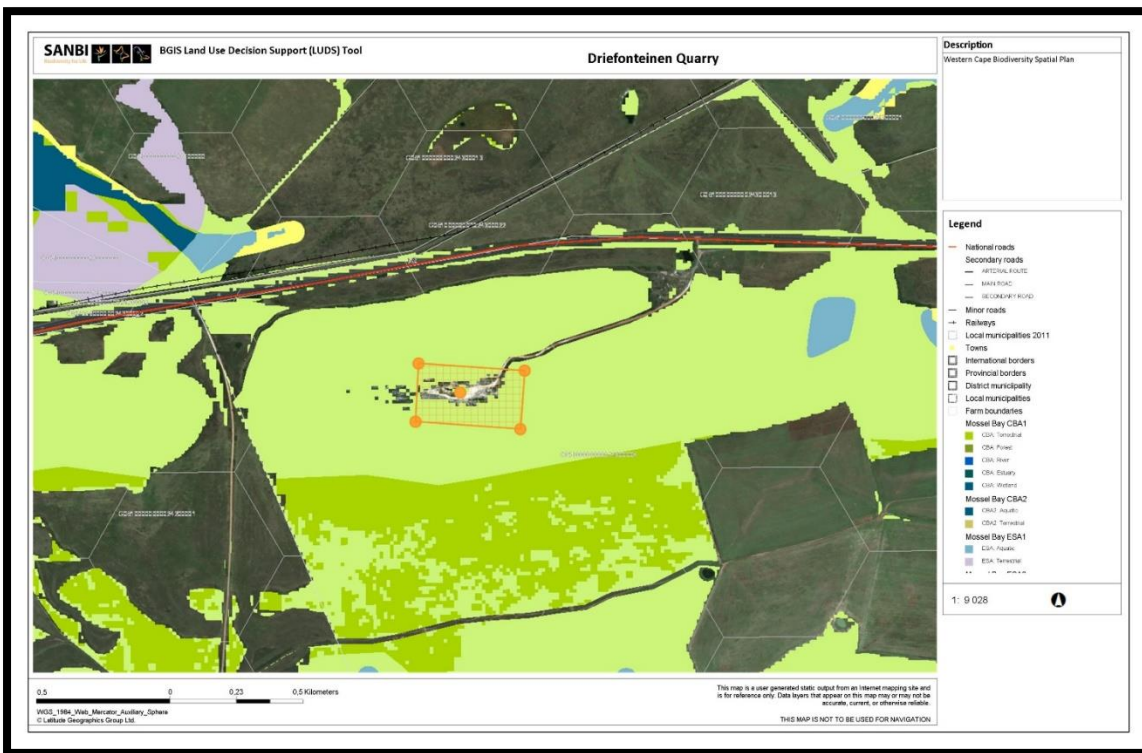 SANBI
Biodiversity for Life
BGIS Land Use Decision Support (LUDS) Tool
Driefonteinen Quarry
Description
Western Cape Biodiversity Spatial Plan
Legend
National roads
Secondary roads
ARTERIAL ROUTE
MAIN ROAD
SECONDARY ROAD
Minor roads
Railways
Local municipalities 2011
Towns
International borders
Provincial borders
District municipality
Local municipalities
Farm boundaries
Mossel Bay CBA1
CBA: Terrestrial
CBA: Forest
CBA: River
CBA: Estuary
CBA: Wetland
Mossel Bay CBA2
CBA2: Aquatic
CBA2: Terrestrial
Mossel Bay ESA1
ESA: Aquatic
ESA: Terrestrial
1: 9 028
0.5 0 0,23 0,5 Kilometers
WGS_1984_Web_Mercator_Auxiliary_Sphere
© Latitude Geographics Group Ltd.
This map is a user generated static output from an Internet mapping site and
is for reference only. Data layers that appear on this map may or may not be
accurate, current, or otherwise reliable.
THIS MAP IS NOT TO BE USED FOR NAVIGATION